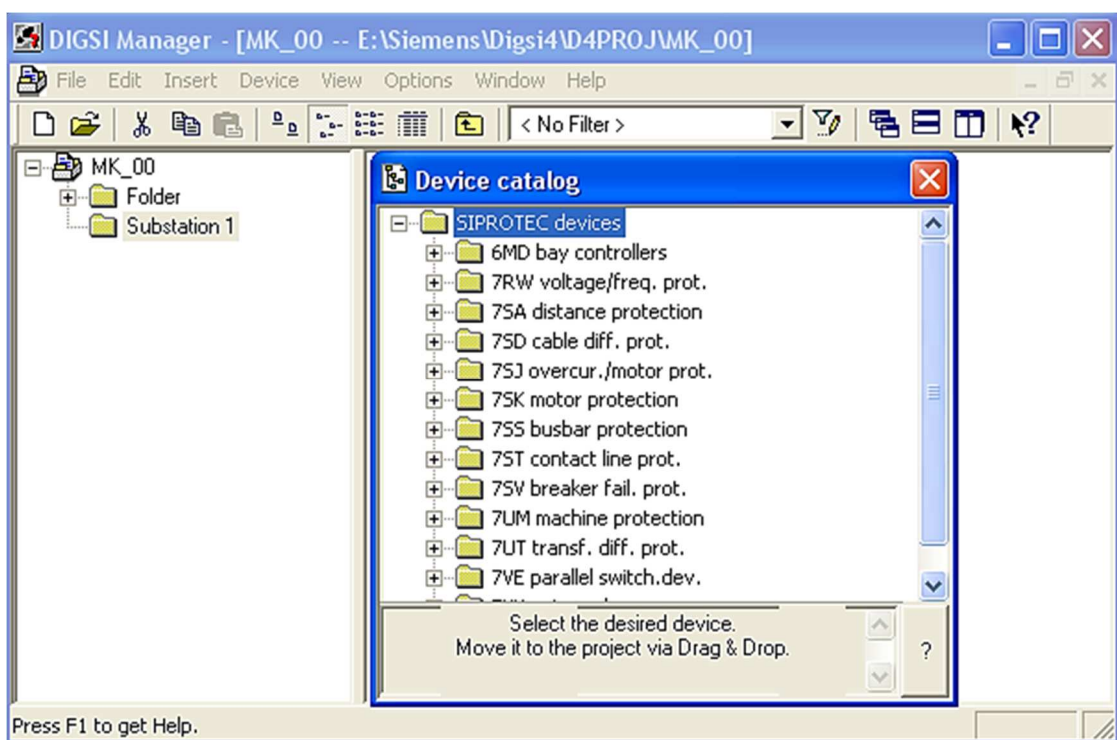 DIGSI Manager - [MK_00 -- E:\Siemens\Digsi4\D4PROJ\MK_00]
File Edit Insert Device View Options Window Help
< No Filter >
MK_00
Folder
Substation 1
Device catalog
SIPROTEC devices
6MD bay controllers
7RW voltage/freq. prot.
7SA distance protection
7SD cable diff. prot.
7SJ overcur./motor prot.
7SK motor protection
7SS busbar protection
7ST contact line prot.
7SV breaker fail. prot.
7UM machine protection
7UT transf. diff. prot.
7VE parallel switch.dev.
Select the desired device.
Move it to the project via Drag & Drop.
?
Press F1 to get Help.